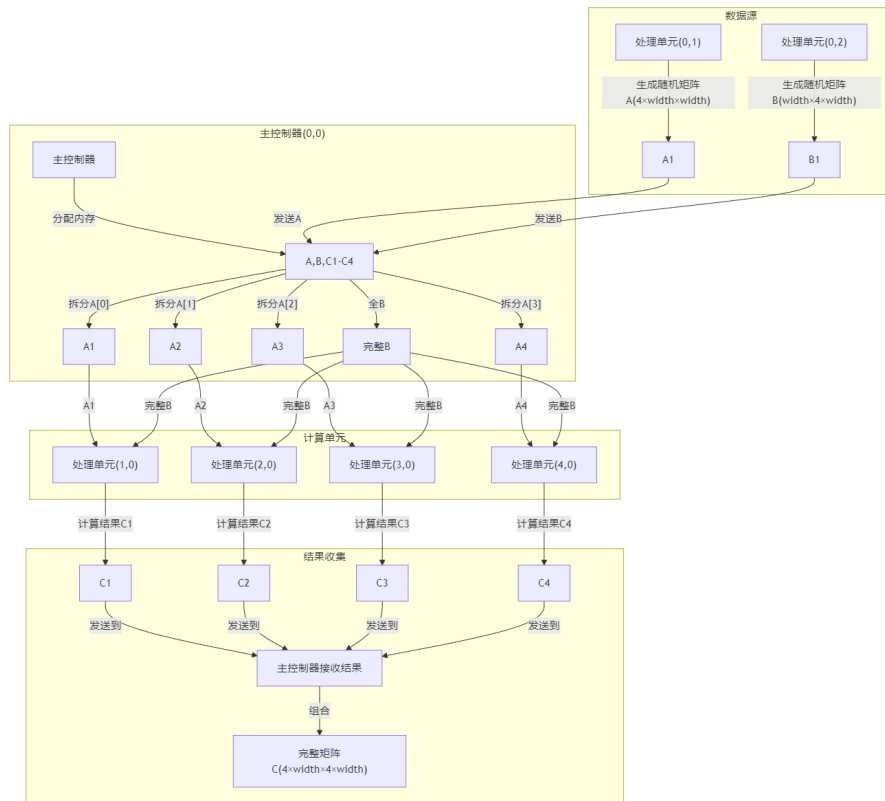 数据源
处理单元(0,1)
处理单元(0,2)
生成随机矩阵
A(4×width×width)
生成随机矩阵
B(width×4×width)
A1
B1
主控制器(0,0)
主控制器
分配内存
发送A
发送B
A,B,C1-C4
拆分A[0]
拆分A[1]
拆分A[2]
全B
拆分A[3]
A1
A2
A3
完整B
A4
A1
完整B
A2
完整B
A3
完整B
A4
完整B
计算单元
处理单元(1,0)
处理单元(2,0)
处理单元(3,0)
处理单元(4,0)
计算结果C1
计算结果C2
计算结果C3
计算结果C4
结果收集
C1
C2
C3
C4
发送到
发送到
发送到
发送到
主控制器接收结果
组合
完整矩阵
C(4×width×4×width)